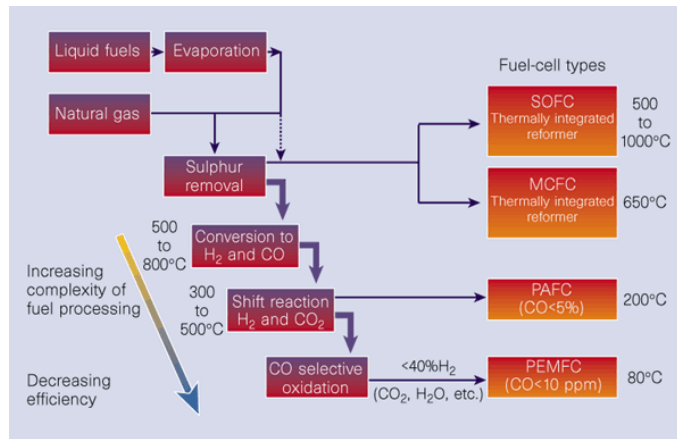 Liquid fuels
Evaporation
Fuel-cell types
Natural gas
SOFC
Thermally integrated
reformer
500
to
1000°C
Sulphur
removal
MCFC
Thermally integrated
reformer
650°C
500
to
800°C
Conversion to
H₂ and CO
Increasing
complexity of
fuel processing
300
to
500°C
Shift reaction
H₂ and CO₂
PAFC
(CO<5%)
200°C
Decreasing
efficiency
CO selective
oxidation
<40%H₂
(CO₂, H₂O, etc.)
PEMFC
(CO<10 ppm)
80°C